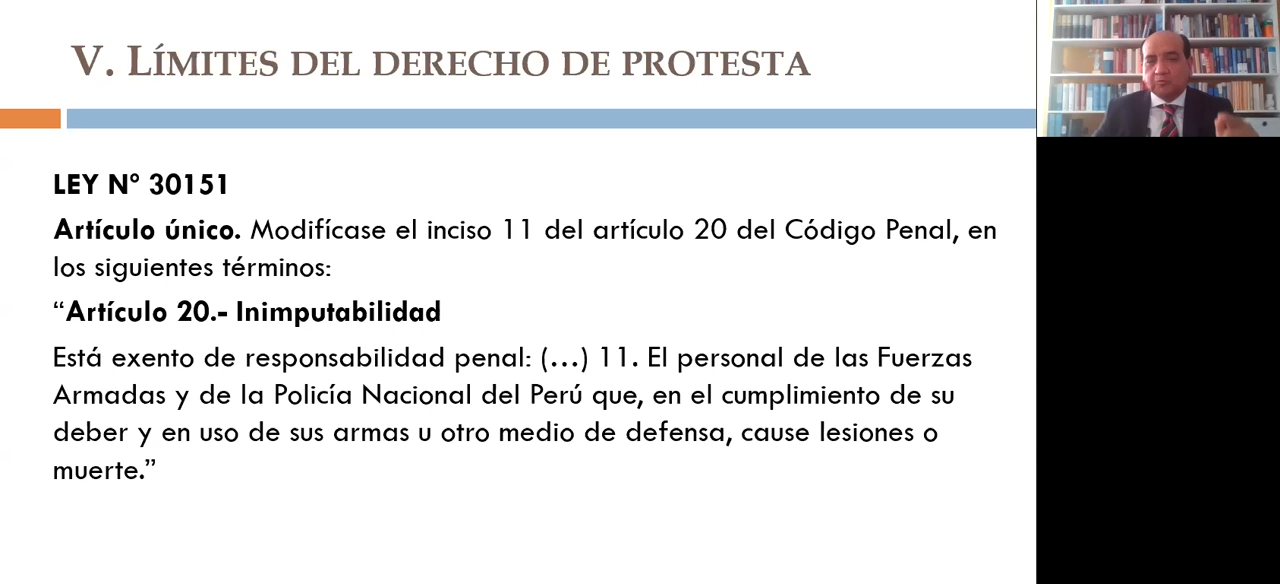 V. LÍMITES DEL DERECHO DE PROTESTA
LEY Nº 30151
Artículo único. Modifícase el inciso 11 del artículo 20 del Código Penal, en
los siguientes términos:
“Artículo 20.- Inimputabilidad
Está exento de responsabilidad penal: (…) 11. El personal de las Fuerzas
Armadas y de la Policía Nacional del Perú que, en el cumplimiento de su
deber y en uso de sus armas u otro medio de defensa, cause lesiones o
muerte.”